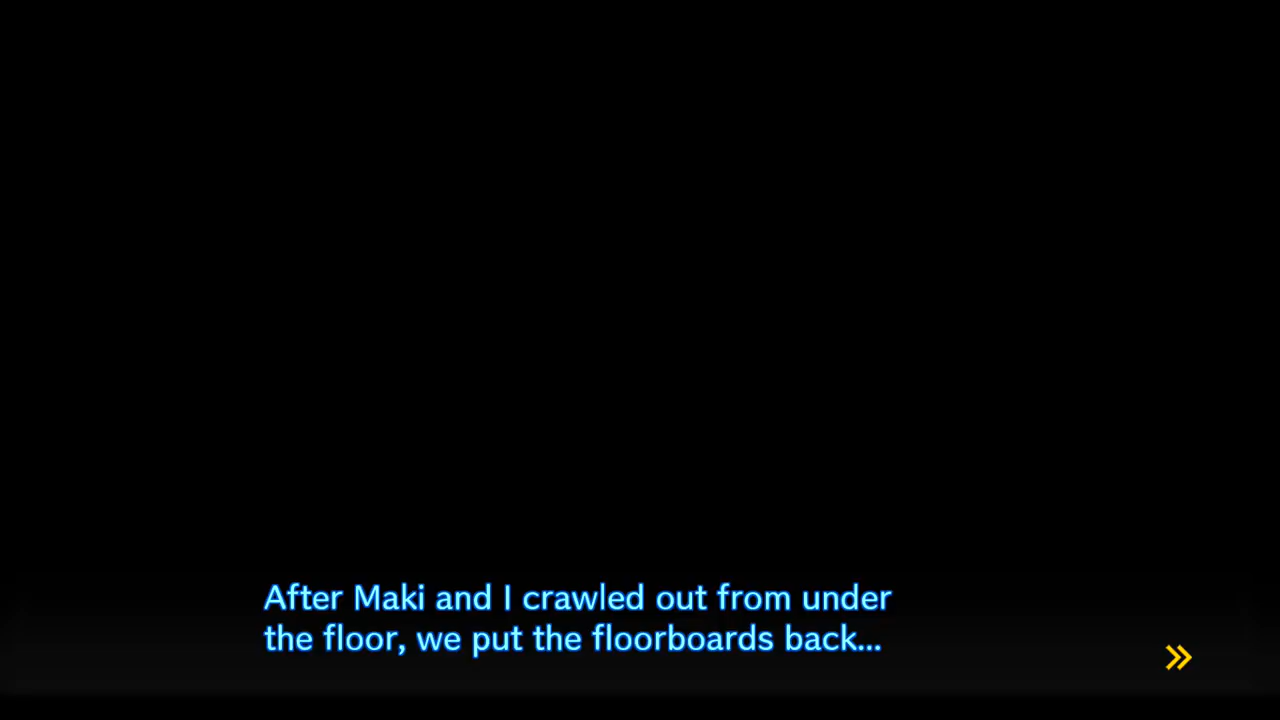 After Maki and I crawled out from under
the floor, we put the floorboards back...